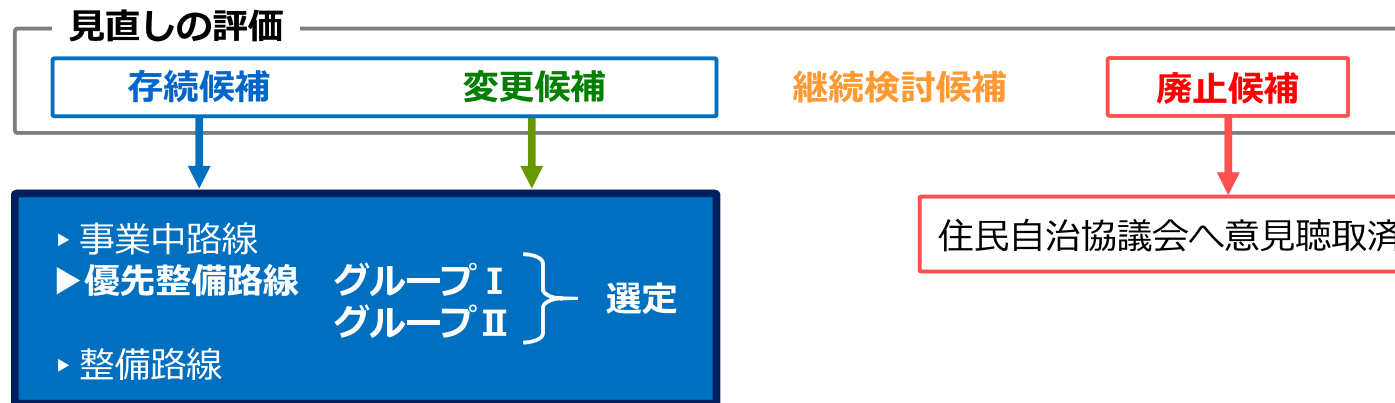 見直しの評価
存続候補 変更候補 継続検討候補 廃止候補
▶事業中路線
▶優先整備路線 グループⅠ
グループⅡ
選定
▶整備路線
住民自治協議会へ意見聴取済